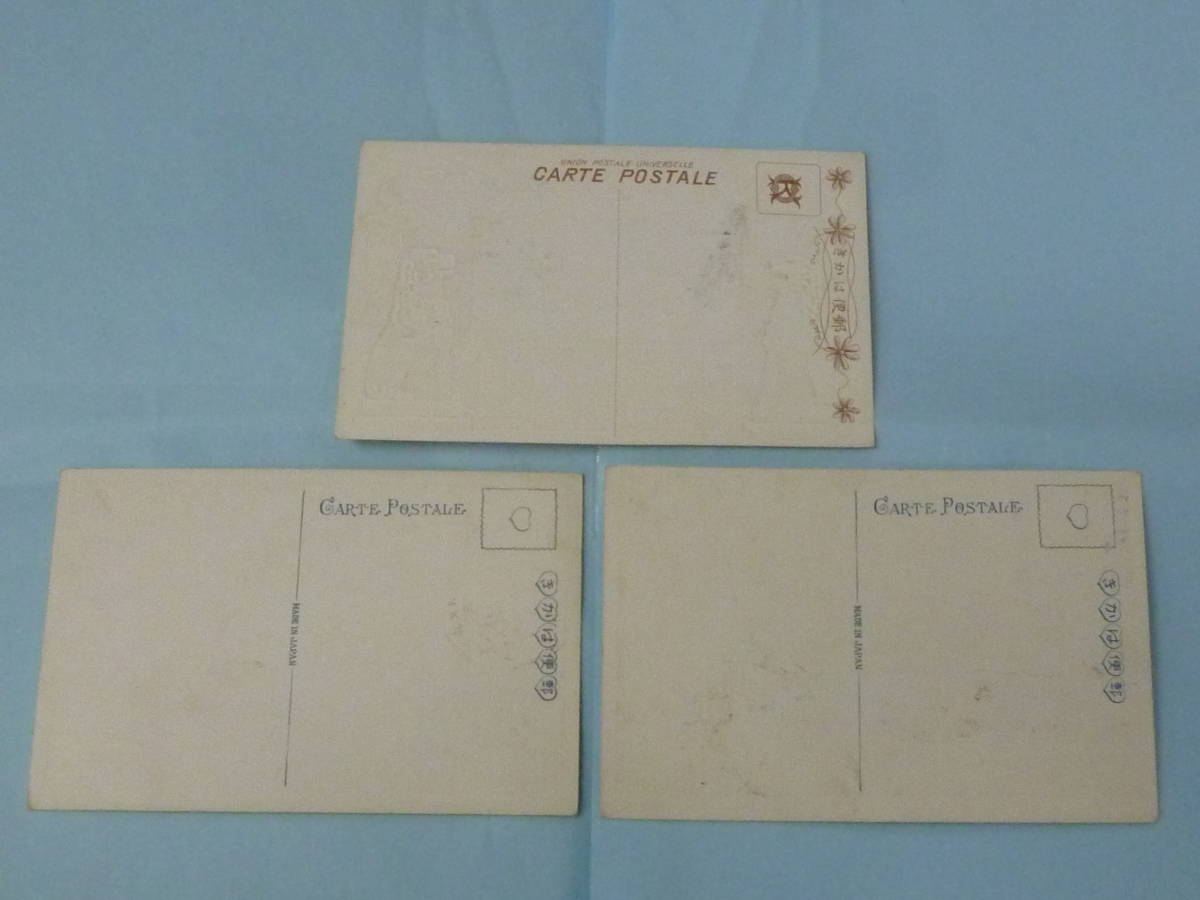 UNION POSTALE UNIVERSELLE
CARTE POSTALE
きかは便郵
CARTE POSTALE
MADE IN JAPAN
きかは便郵
CARTE POSTALE
MADE IN JAPAN
きかは便郵